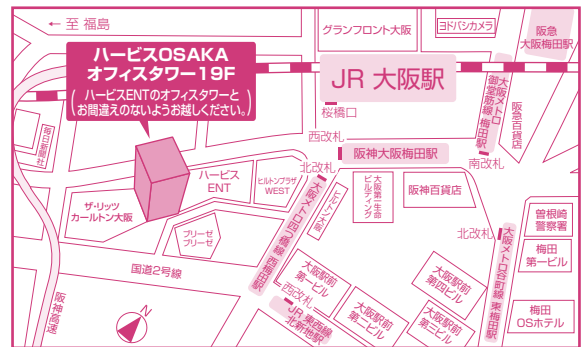 ← 至 福島
グランフロント大阪
ヨドバシカメラ
阪急
大阪梅田駅
ハービスOSAKA
オフィスタワー19F
(ハービスENTのオフィスタワーと
お間違えのないようお越しください。)
JR 大阪駅
大阪メトロ
御堂筋線 梅田駅
阪急百貨店
桜橋口
西改札
阪神大阪梅田駅
南改札
毎日新聞社
ハービス
ENT
ヒルトンプラザ
WEST
北改札
大阪メトロ四つ橋線 西梅田駅
ヒルトン大阪
大阪第一生命
ビルディング
阪神百貨店
ザ・リッツ
カールトン大阪
ブリーゼ
ブリーゼ
北改札
大阪メトロ谷町線 東梅田駅
曽根崎
警察署
梅田
第一ビル
国道2号線
大阪駅前
第一ビル
大阪駅前
第二ビル
大阪駅前
第三ビル
大阪駅前
第四ビル
西改札
JR 東西線
北新地駅
梅田
OSホテル
阪神高速
N